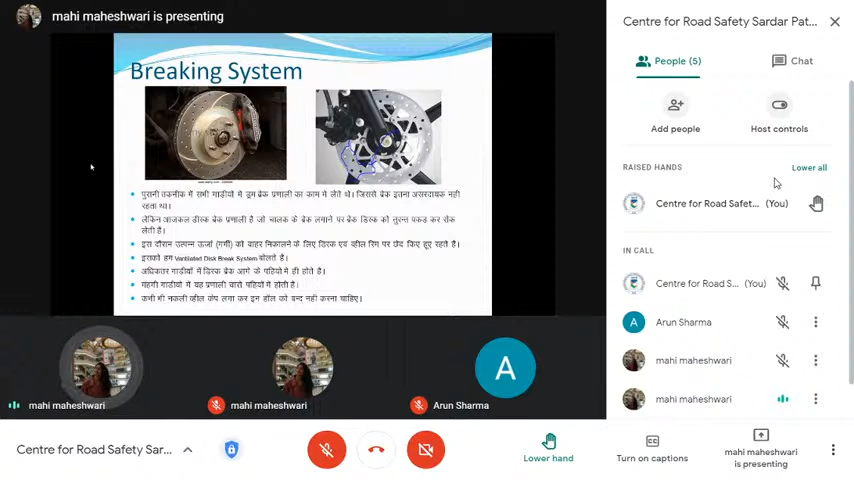 mahi maheshwari is presenting
Breaking System
पुरानी तकनीक में सभी गाडीयों में ड्रम ब्रेक प्रणाली का काम में लेते थे। जिससे ब्रेक इतना असरदायक नही
रहता था।
लेकिन आजकल डीस्क ब्रेक प्रणाली है जो चालक के ब्रेक लगाने पर ब्रेक डिस्क को तुरन्त पकड़ कर रोक
लेती है।
इस दौरान उत्पन्न ऊर्जा (गर्मी) को बाहर निकालने के लिए डिस्क एवं व्हील रिम पर छेद किए हुए रहते है।
इसको हम Ventilated Disk Break System बोलते है।
अधिकतर गाडीयों में डिस्क ब्रेक आगे के पहियो में ही होते है।
महंगी गाडीयों में यह प्रणाली चारो पहियों में होती है।
कभी भी नकली व्हील केप लगा कर इन हॉल को बन्द नही करना चाहिए।
mahi maheshwari
mahi maheshwari
A
Arun Sharma
Centre for Road Safety Sardar Pat...
People (5)
Chat
Add people
Host controls
RAISED HANDS
Lower all
Centre for Road Safet... (You)
IN CALL
Centre for Road S... (You)
A
Arun Sharma
mahi maheshwari
mahi maheshwari
Centre for Road Safety Sar...
Lower hand
Turn on captions
mahi maheshwari
is presenting